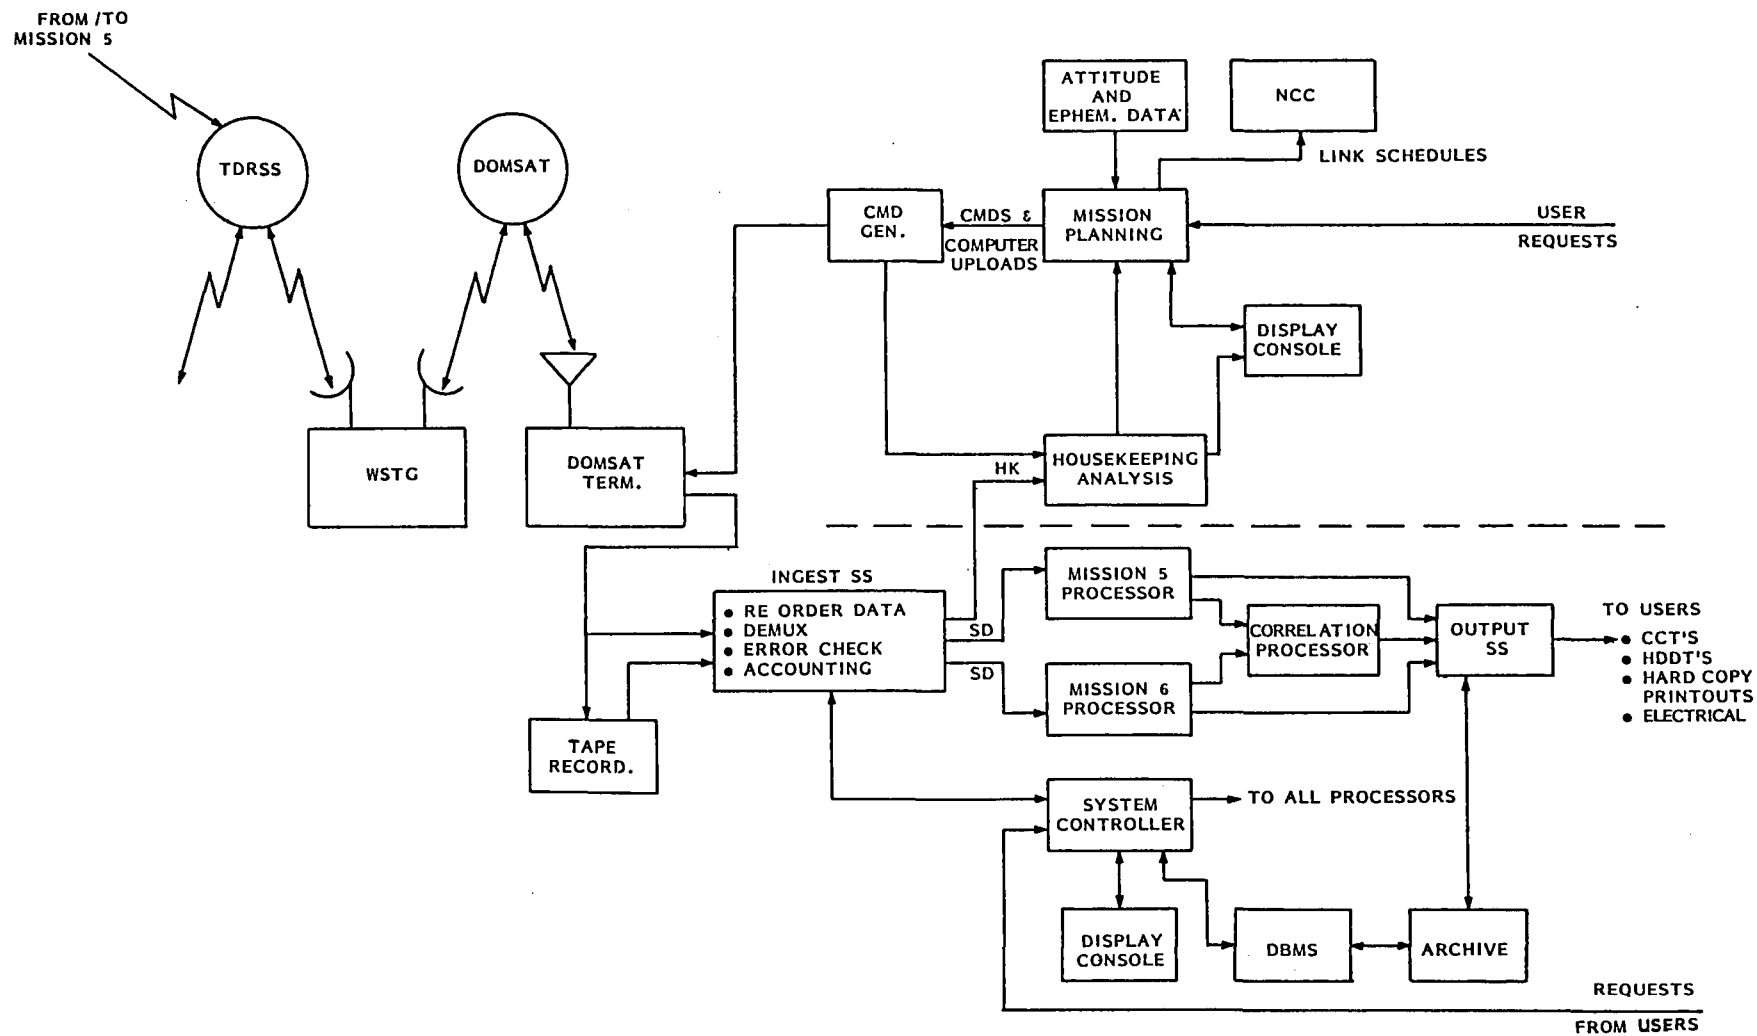 FROM /TO
MISSION 5
TDRSS
DOMSAT
ATTITUDE
AND
EPHEM. DATA
NCC
LINK SCHEDULES
CMD
GEN.
CMDS &
COMPUTER
UPLOADS
MISSION
PLANNING
USER
REQUESTS
DISPLAY
CONSOLE
WSTG
DOMSAT
TERM.
HK
HOUSEKEEPING
ANALYSIS
INGEST SS
● RE ORDER DATA
● DEMUX
● ERROR CHECK
● ACCOUNTING
SD
SD
MISSION 5
PROCESSOR
MISSION 6
PROCESSOR
CORRELATION
PROCESSOR
OUTPUT
SS
TO USERS
● CCT'S
● HDDT'S
● HARD COPY
PRINTOUTS
● ELECTRICAL
TAPE
RECORD.
SYSTEM
CONTROLLER
TO ALL PROCESSORS
DISPLAY
CONSOLE
DBMS
ARCHIVE
REQUESTS
FROM USERS